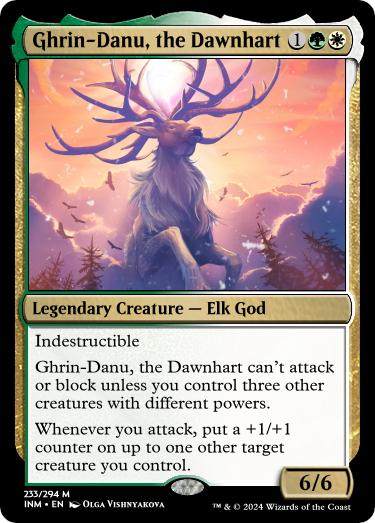 Ghrin-Danu, the Dawnhart 1
Legendary Creature — Elk God
Indestructible
Ghrin-Danu, the Dawnhart can't attack
or block unless you control three other
creatures with different powers.
Whenever you attack, put a +1/+1
counter on up to one other target
creature you control.
6/6
233/294 M
INM • EN Olga Vishnyakova
™ & © 2024 Wizards of the Coast